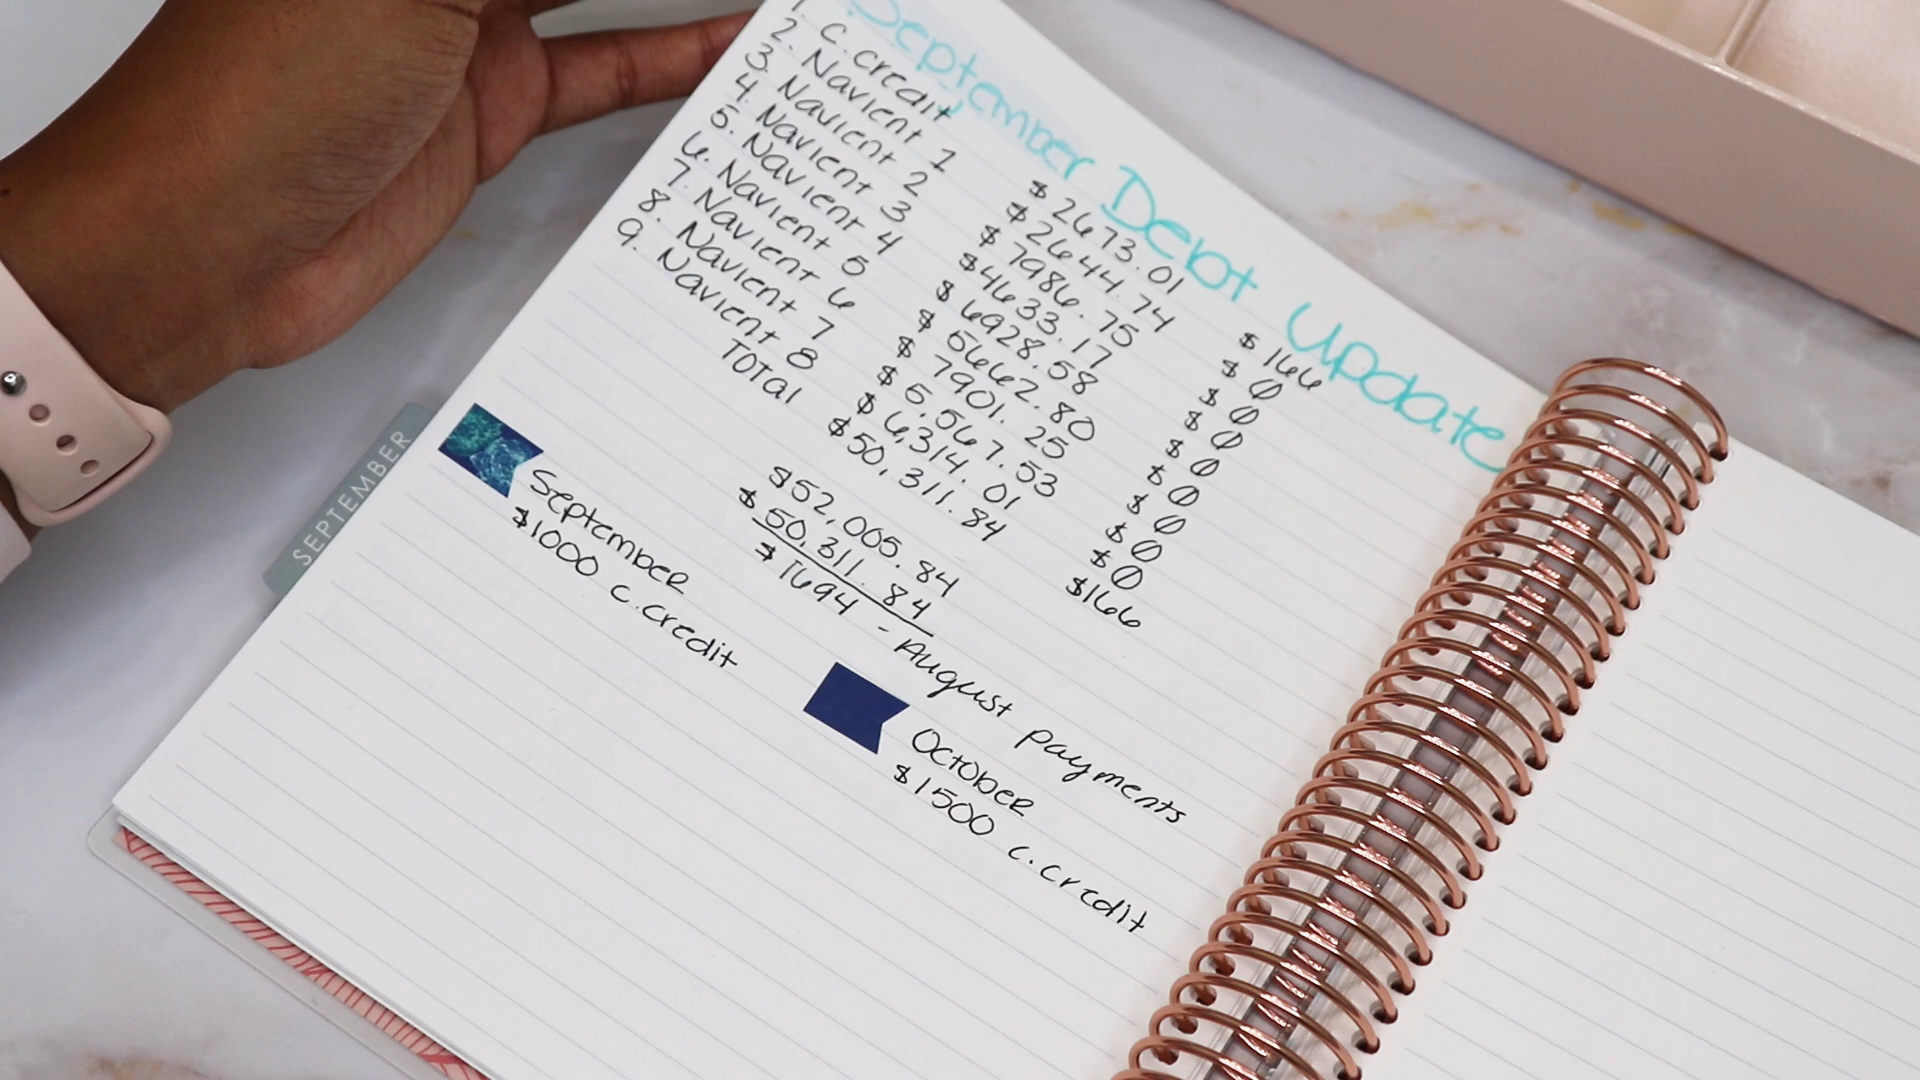 September Debt Update
1. C.credit $2673.01 $166
2. Navient 1 $2644.74 $0
3. Navient 2 $7986.75 $0
4. Navient 3 $4633.17 $0
5. Navient 4 $6928.58 $0
6. Navient 5 $5662.80 $0
7. Navient 6 $7901.25 $0
8. Navient 7 $5,567.53 $0
9. Navient 8 $6,314.01 $0
TOTAL $50,311.84 $166
$52,005.84
$50,311.84
$1694 - August payments
September
$1000 c.credit
October
$1500 c.credit
SEPTEMBER